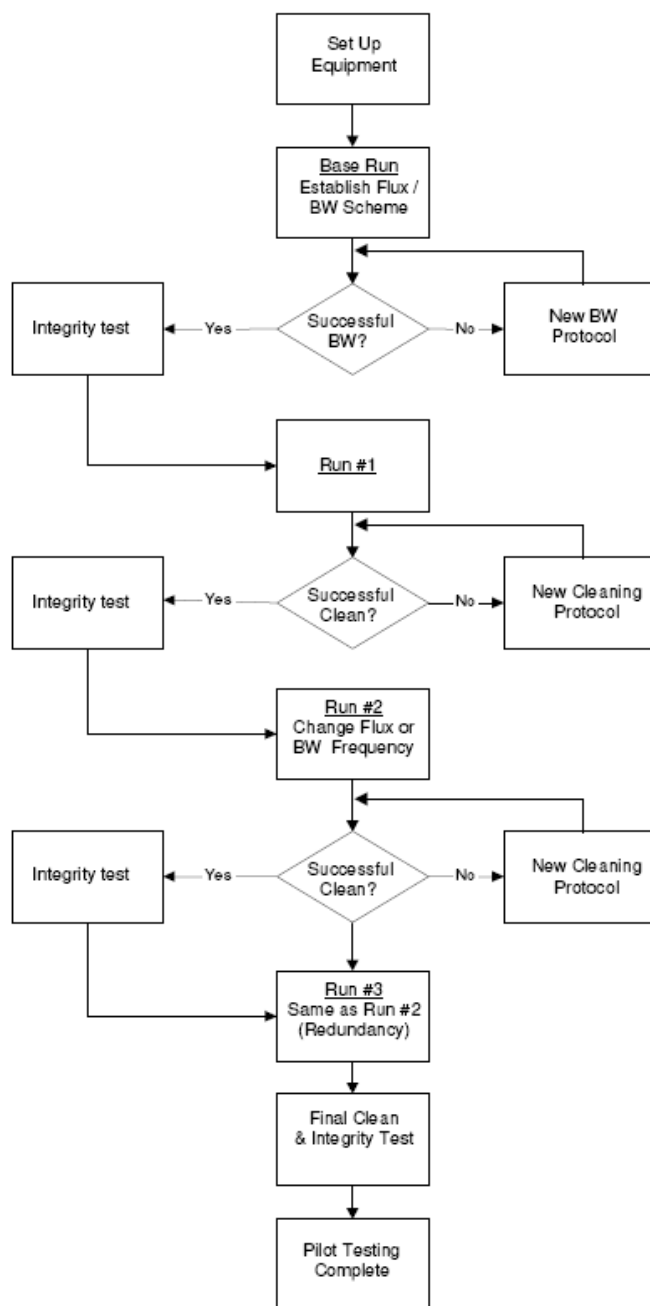 Set Up
Equipment
Base Run
Establish Flux /
BW Scheme
Integrity test
Yes
Successful
BW?
No
New BW
Protocol
Run #1
Integrity test
Yes
Successful
Clean?
No
New Cleaning
Protocol
Run #2
Change Flux or
BW Frequency
Integrity test
Yes
Successful
Clean?
No
New Cleaning
Protocol
Run #3
Same as Run #2
(Redundancy)
Final Clean
& Integrity Test
Pilot Testing
Complete